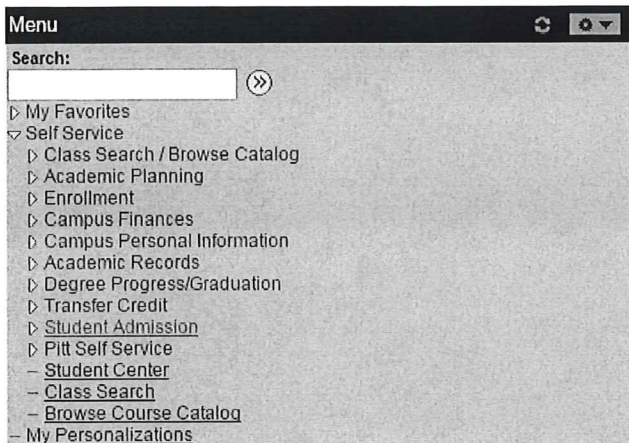 Menu
Search:
My Favorites
Self Service
Class Search / Browse Catalog
Academic Planning
Enrollment
Campus Finances
Campus Personal Information
Academic Records
Degree Progress/Graduation
Transfer Credit
Student Admission
Pitt Self Service
Student Center
Class Search
Browse Course Catalog
My Personalizations